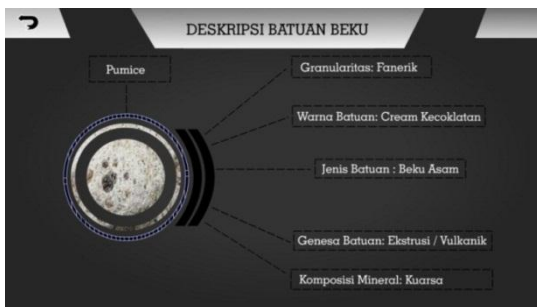 DESKRIPSI BATUAN BEKU
Pumice
Granularitas: Fanerik
Warna Batuan: Cream Kecoklatan
Jenis Batuan : Beku Asam
Genesa Batuan: Ekstrusi / Vulkanik
Komposisi Mineral: Kuarsa